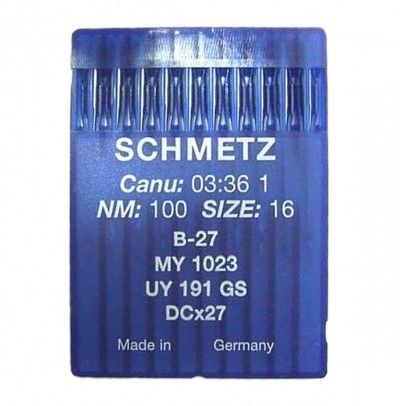 SCHMETZ
Canu: 03:36 1
NM: 100 SIZE: 16
B-27
MY 1023
UY 191 GS
DCx27
Made in Germany